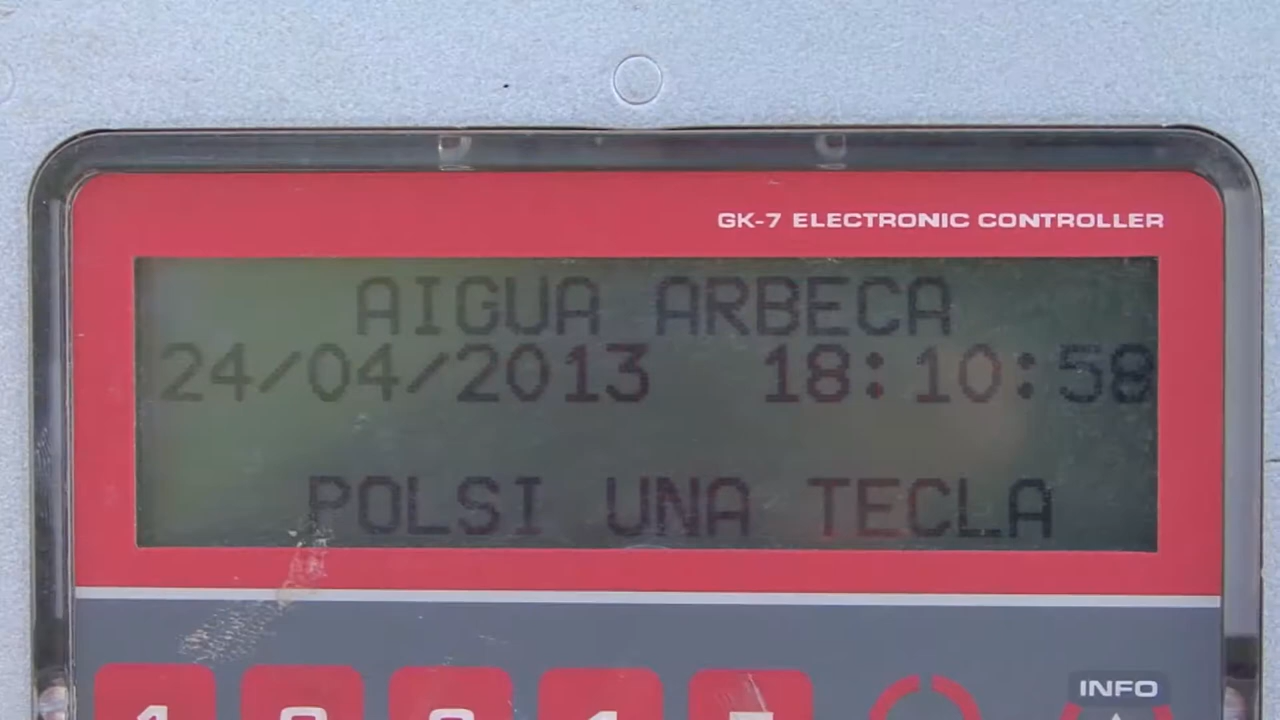 GK-7 ELECTRONIC CONTROLLER
AIGUA ARBECA
24/04/2013 18:10:58
POLSI UNA TECLA
INFO